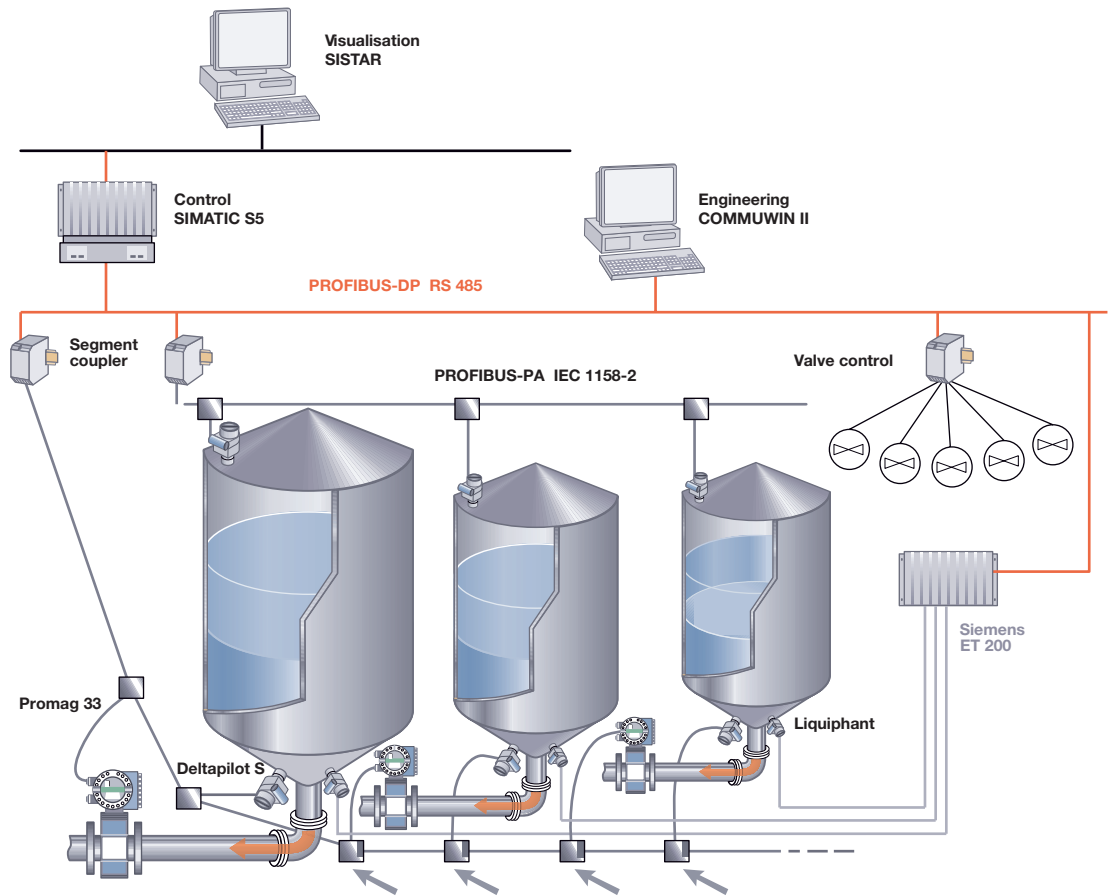 Visualisation
SISTAR
Control
SIMATIC S5
Engineering
COMMUWIN II
PROFIBUS-DP RS 485
Segment
coupler
Valve control
PROFIBUS-PA IEC 1158-2
Siemens
ET 200
Promag 33
Liquiphant
Deltapilot S